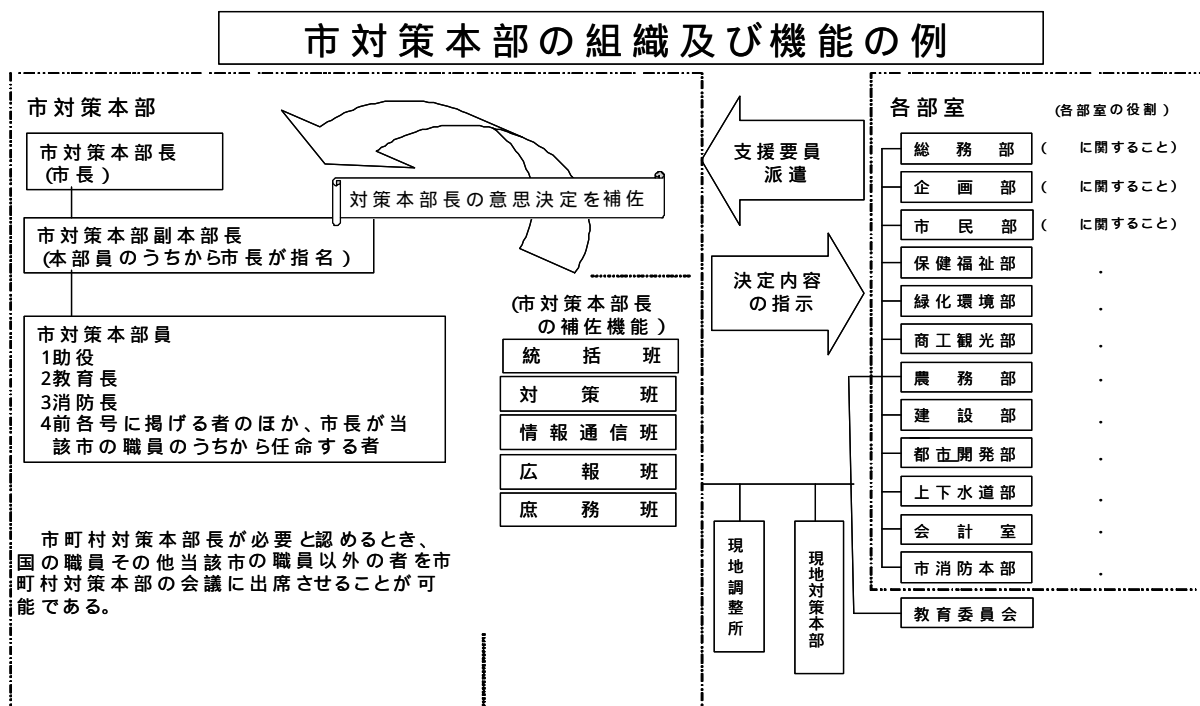 市対策本部の組織及び機能の例
市対策本部
市対策本部長
(市長)
市対策本部副本部長
(本部員のうちから市長が指名)
市対策本部員
1助役
2教育長
3消防長
4前各号に掲げる者のほか、市長が当
該市の職員のうちから任命する者
市町村対策本部長が必要と認めるとき、
国の職員その他当該市の職員以外の者を市
町村対策本部の会議に出席させることが可
能である。
対策本部長の意思決定を補佐
(市対策本部長
の補佐機能)
統括班
対策班
情報通信班
広報班
庶務班
支援要員
派遣
決定内容
の指示
現地調整所
現地対策本部
各部室 (各部室の役割)
総務部 ( に関すること)
企画部 ( に関すること)
市民部 ( に関すること)
保健福祉部 .
緑化環境部 .
商工観光部 .
農務部 .
建設部 .
都市開発部 .
上下水道部 .
会計室 .
市消防本部 .
教育委員会